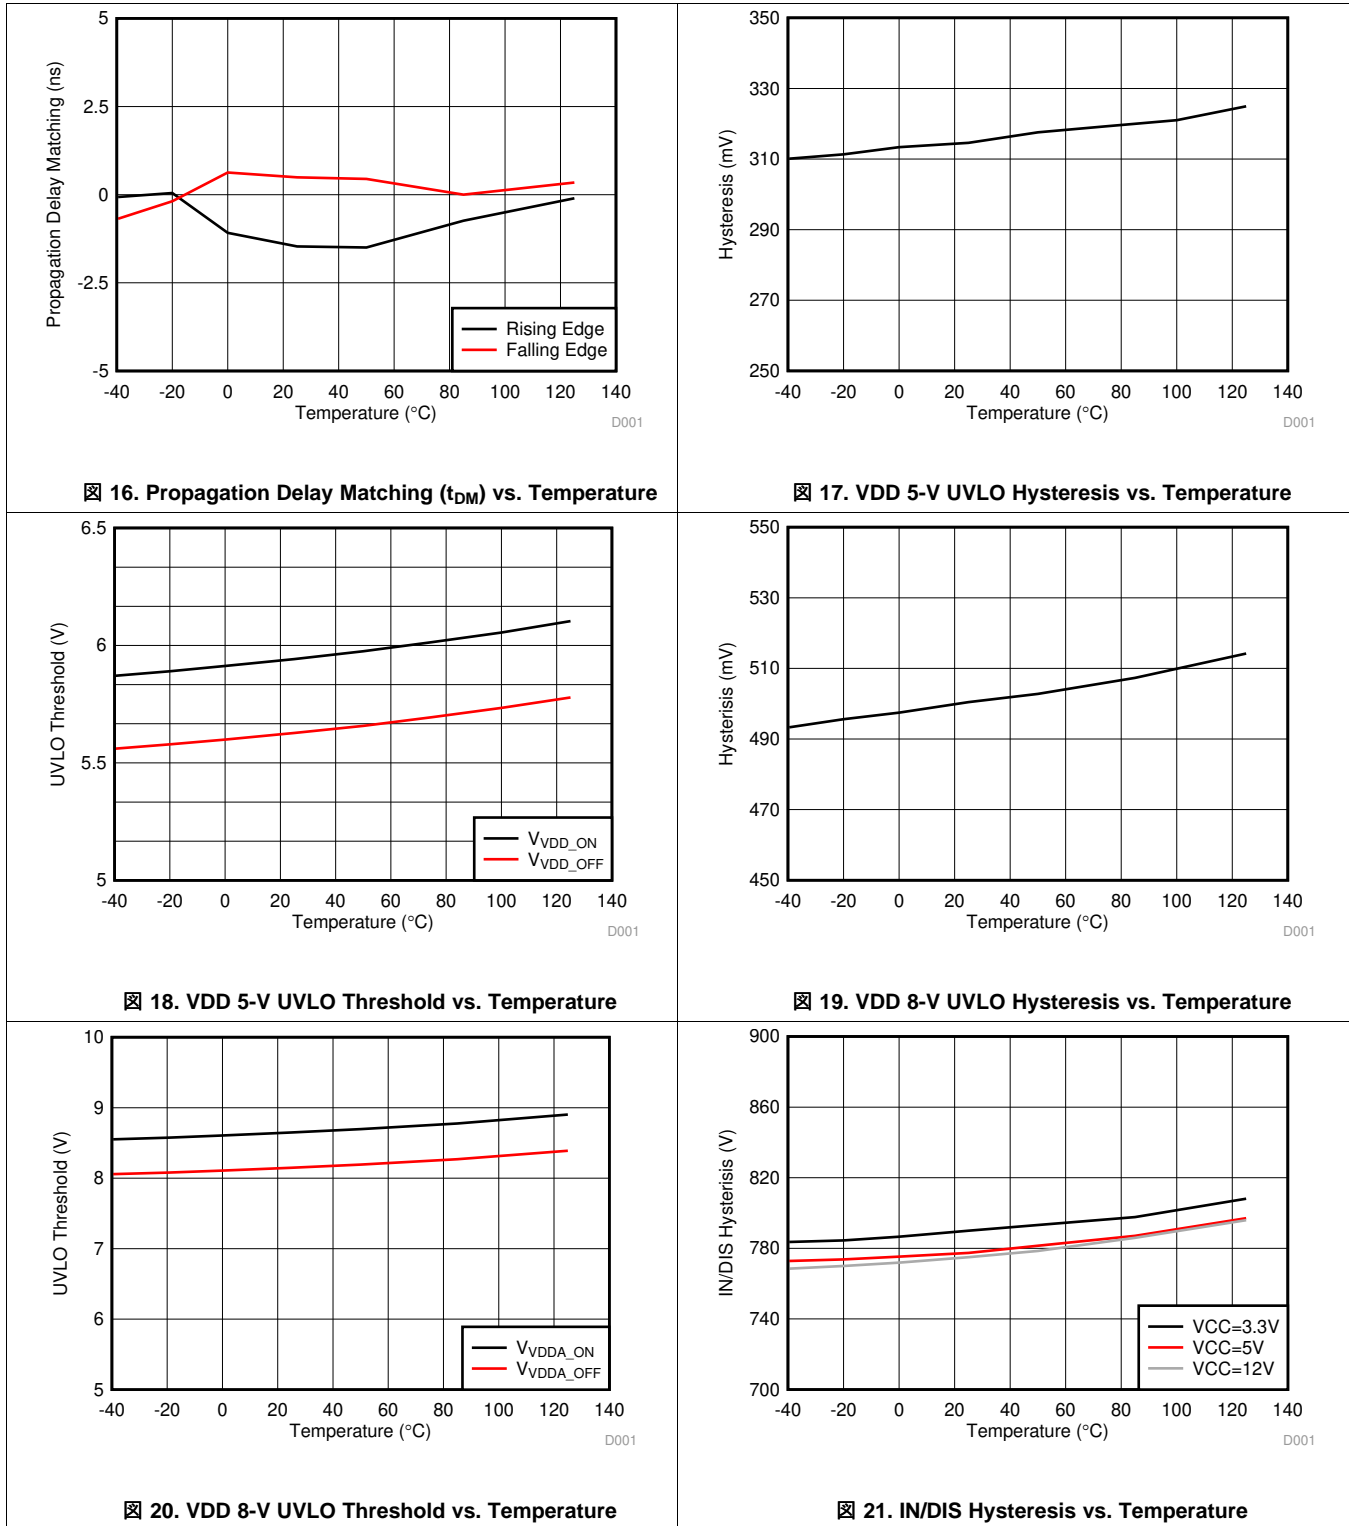 5
2.5
0
-2.5
-5
Propagation Delay Matching (ns)
Rising Edge
Falling Edge
-40 -20 0 20 40 60 80 100 120 140
Temperature (°C)
D001
図 16. Propagation Delay Matching (tDM) vs. Temperature
350
330
310
290
270
250
Hysteresis (mV)
-40 -20 0 20 40 60 80 100 120 140
Temperature (°C)
D001
図 17. VDD 5-V UVLO Hysteresis vs. Temperature
6.5
6
5.5
5
UVLO Threshold (V)
VVDD_ON
VVDD_OFF
-40 -20 0 20 40 60 80 100 120 140
Temperature (°C)
D001
図 18. VDD 5-V UVLO Threshold vs. Temperature
550
530
510
490
470
450
Hysterisis (mV)
-40 -20 0 20 40 60 80 100 120 140
Temperature (°C)
D001
図 19. VDD 8-V UVLO Hysteresis vs. Temperature
10
9
8
7
6
5
UVLO Threshold (V)
VVDDA_ON
VVDDA_OFF
-40 -20 0 20 40 60 80 100 120 140
Temperature (°C)
D001
図 20. VDD 8-V UVLO Threshold vs. Temperature
900
860
820
780
740
700
IN/DIS Hysterisis (V)
VCC=3.3V
VCC=5V
VCC=12V
-40 -20 0 20 40 60 80 100 120 140
Temperature (°C)
D001
図 21. IN/DIS Hysteresis vs. Temperature